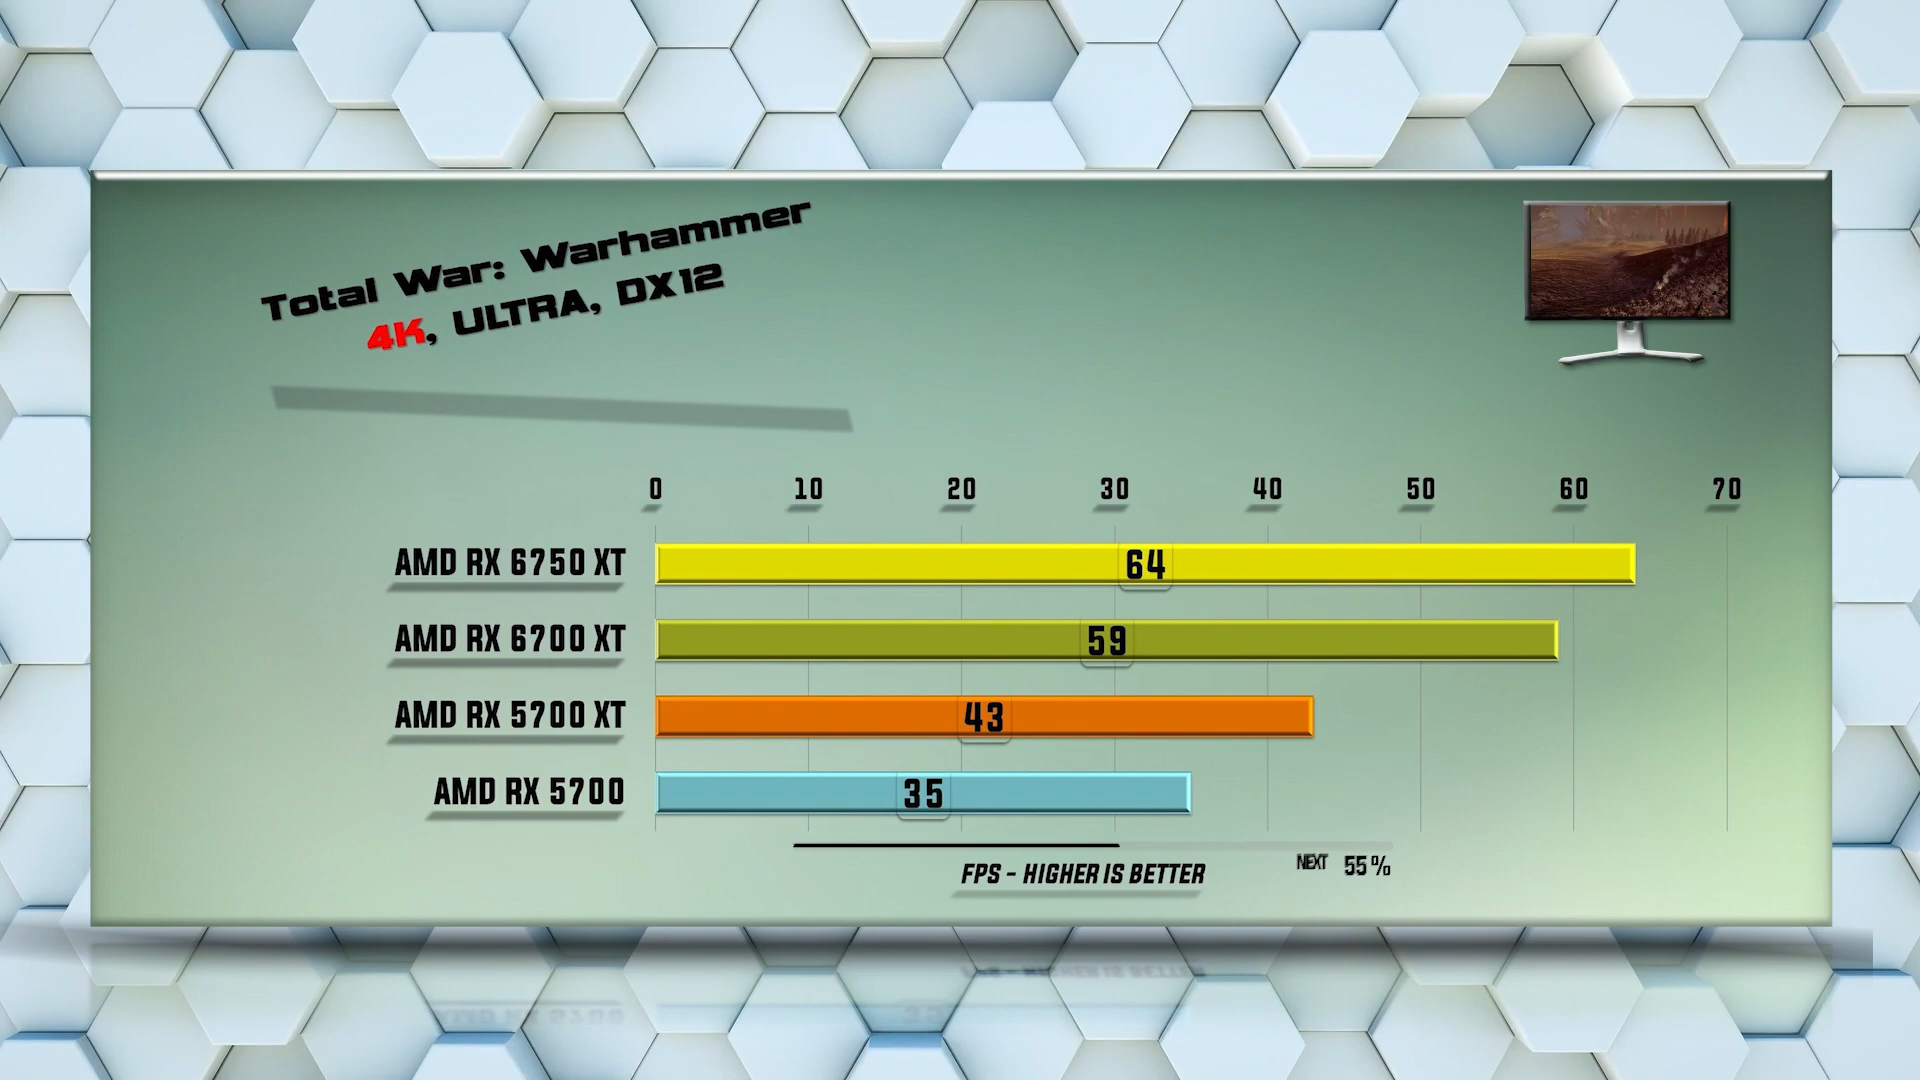 Total War: Warhammer
4K, ULTRA, DX12
0 10 20 30 40 50 60 70
AMD RX 6750 XT 64
AMD RX 6700 XT 59
AMD RX 5700 XT 43
AMD RX 5700 35
FPS - HIGHER IS BETTER
NEXT 55%